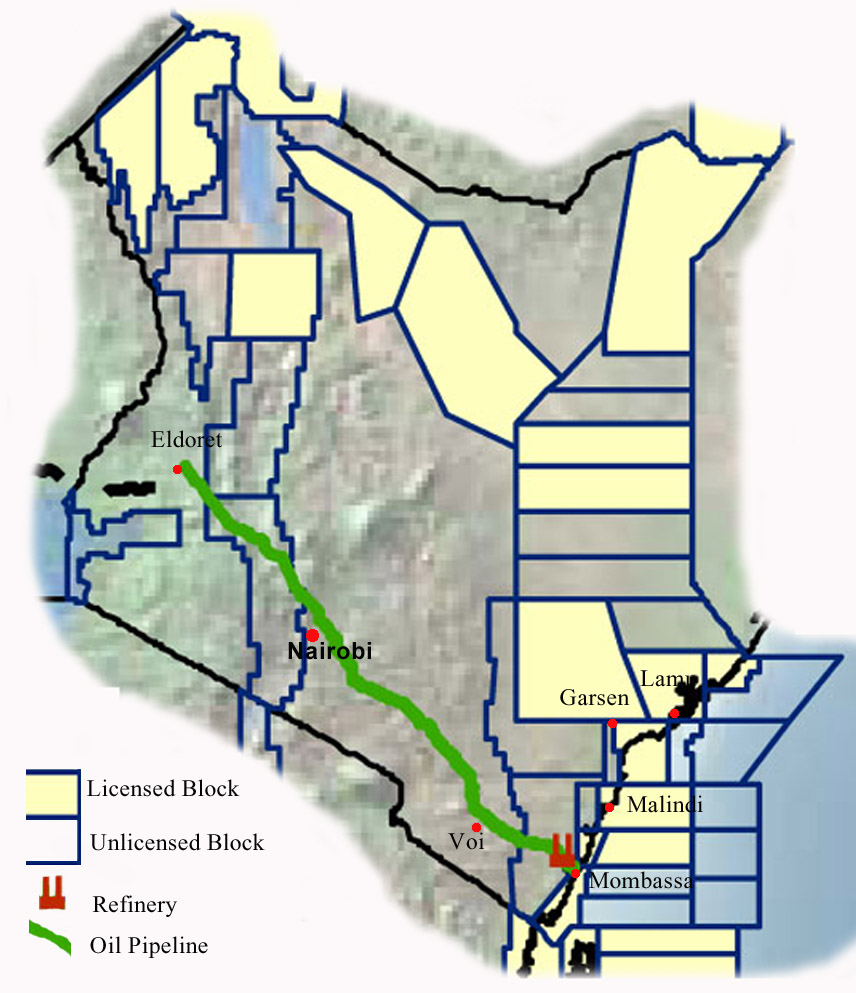 Eldoret
Nairobi
Lamu
Garsen
Malindi
Voi
Mombassa
Licensed Block
Unlicensed Block
Refinery
Oil Pipeline